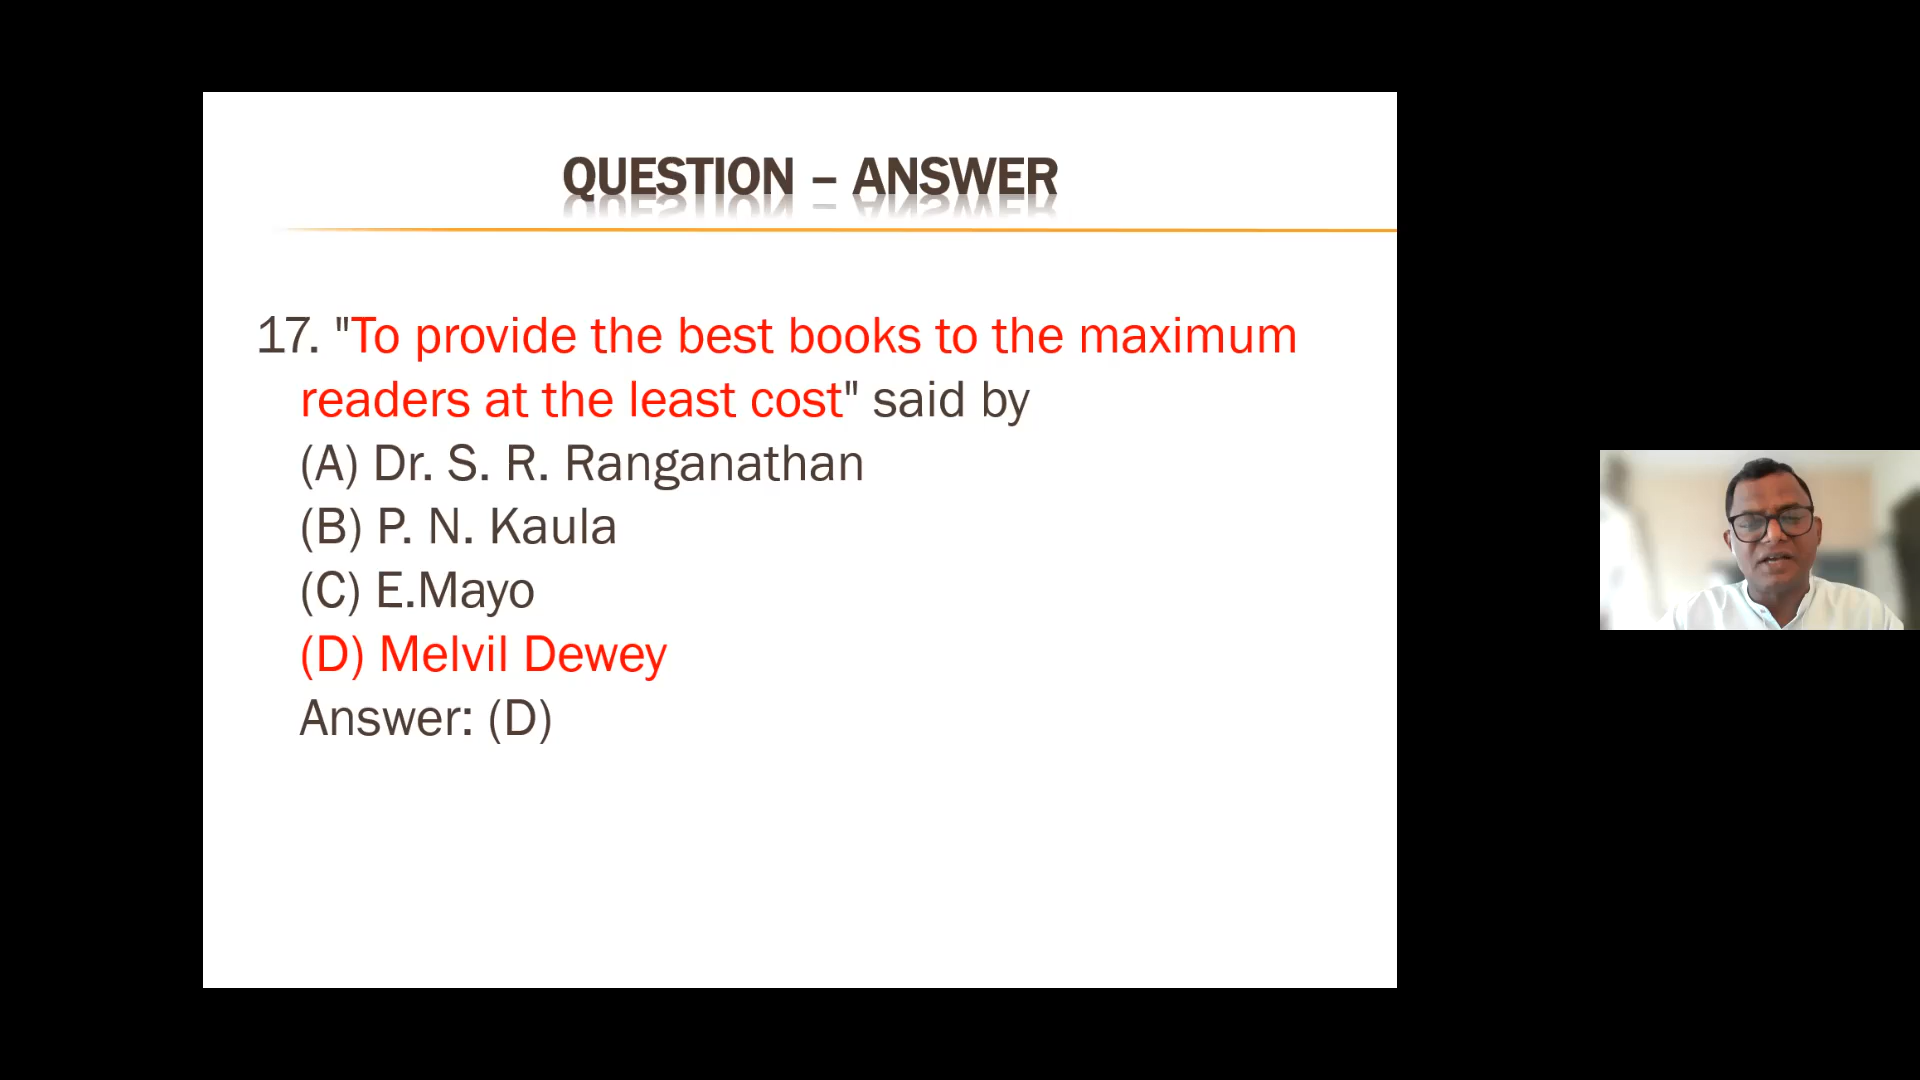 QUESTION – ANSWER
17. "To provide the best books to the maximum
readers at the least cost" said by
(A) Dr. S. R. Ranganathan
(B) P. N. Kaula
(C) E.Mayo
(D) Melvil Dewey
Answer: (D)